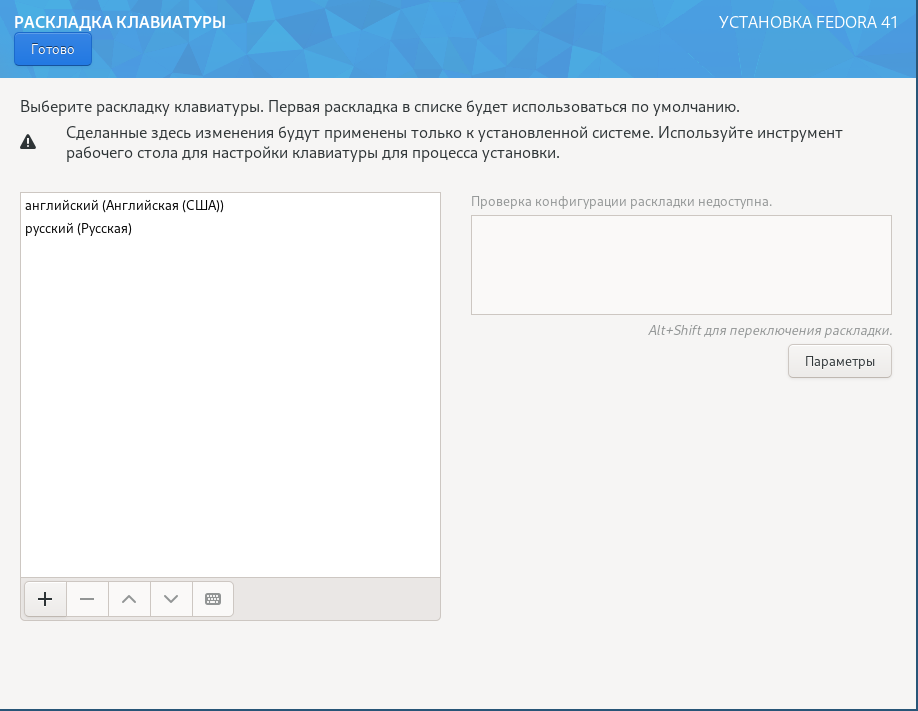 РАСКЛАДКА КЛАВИАТУРЫ
УСТАНОВКА FEDORA 41
Готово
Выберите раскладку клавиатуры. Первая раскладка в списке будет использоваться по умолчанию.
Сделанные здесь изменения будут применены только к установленной системе. Используйте инструмент
рабочего стола для настройки клавиатуры для процесса установки.
английский (Английская (США))
русский (Русская)
Проверка конфигурации раскладки недоступна.
Alt+Shift для переключения раскладки.
Параметры